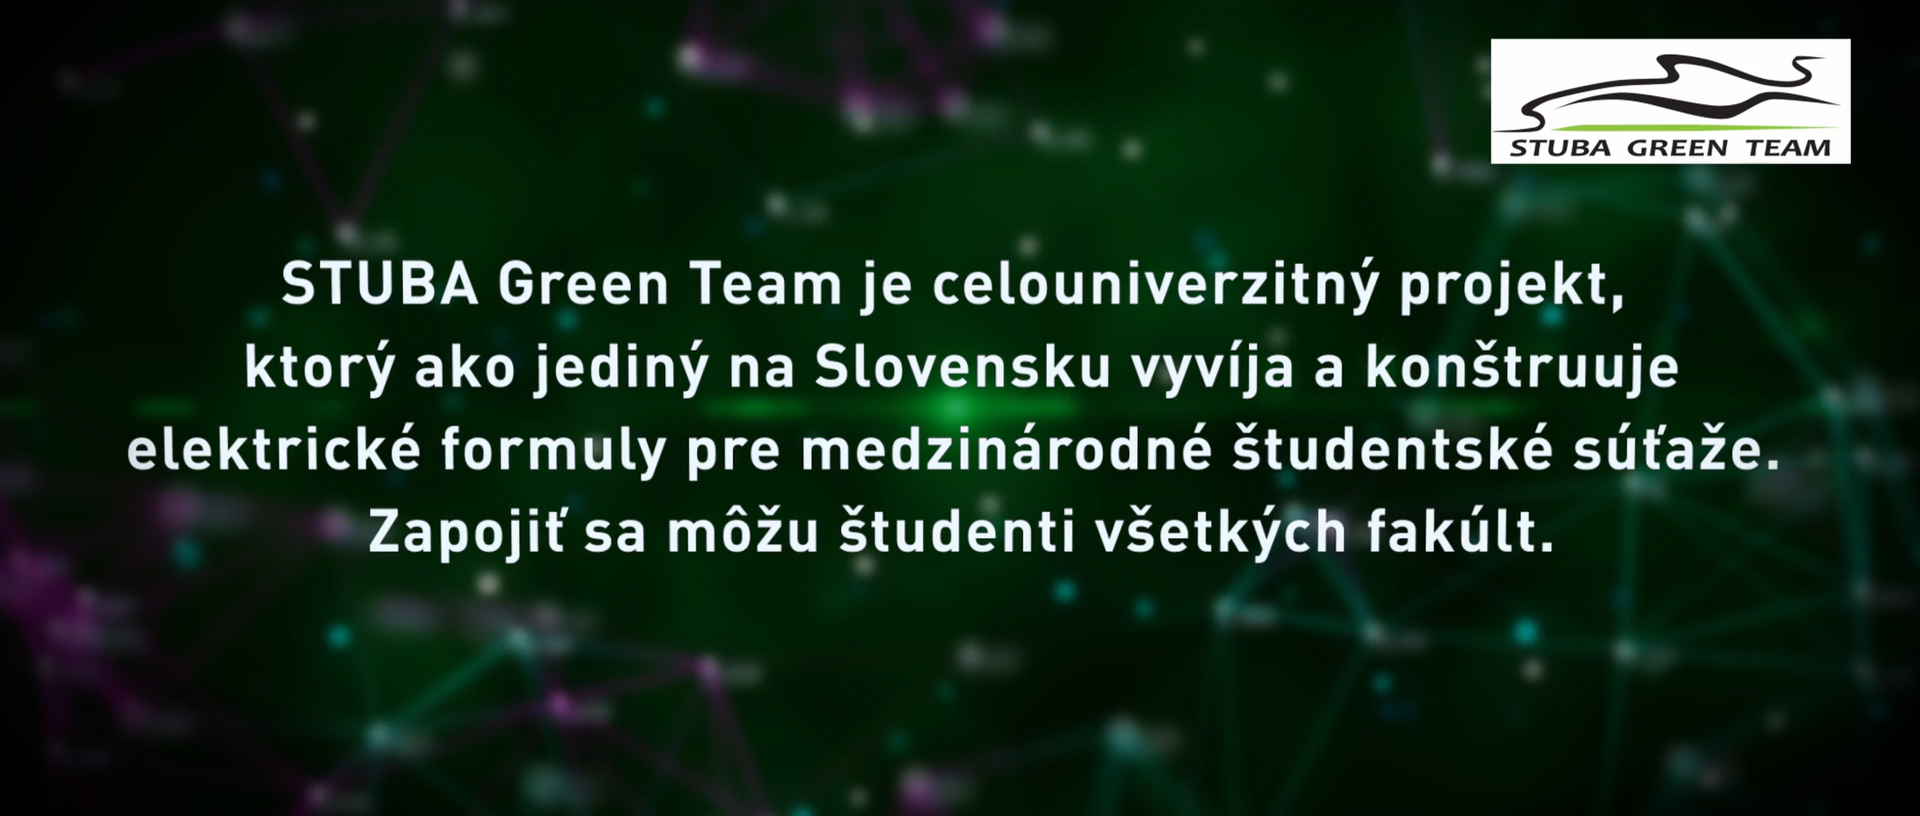 STUBA GREEN TEAM
STUBA Green Team je celouniverzitný projekt,
ktorý ako jediný na Slovensku vyvíja a konštruuje
elektrické formuly pre medzinárodné študentské súťaže.
Zapojiť sa môžu študenti všetkých fakúlt.